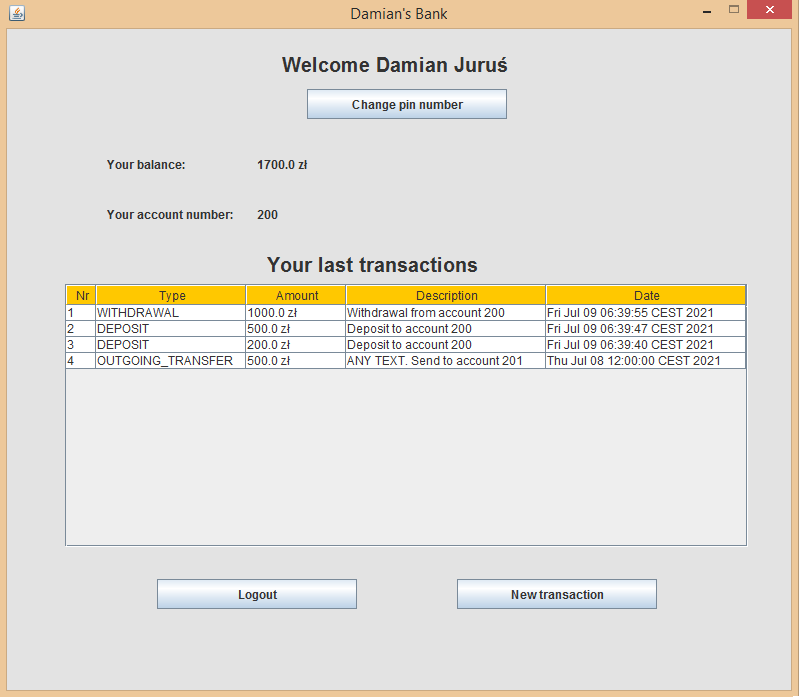 Damian's Bank
Welcome Damian Juruś
Change pin number
Your balance: 1700.0 zł
Your account number: 200
Your last transactions
Nr Type Amount Description Date
1 WITHDRAWAL 1000.0 zł Withdrawal from account 200 Fri Jul 09 06:39:55 CEST 2021
2 DEPOSIT 500.0 zł Deposit to account 200 Fri Jul 09 06:39:47 CEST 2021
3 DEPOSIT 200.0 zł Deposit to account 200 Fri Jul 09 06:39:40 CEST 2021
4 OUTGOING_TRANSFER 500.0 zł ANY TEXT. Send to account 201 Thu Jul 08 12:00:00 CEST 2021
Logout New transaction